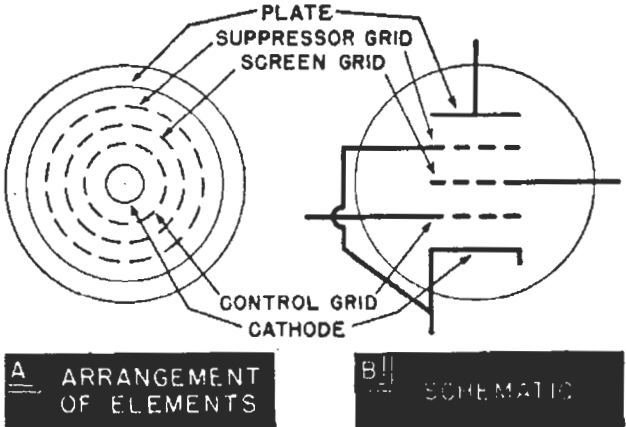 PLATE
SUPPRESSOR GRID
SCREEN GRID
CONTROL GRID
CATHODE
A
ARRANGEMENT
OF ELEMENTS
B
SCHEMATIC